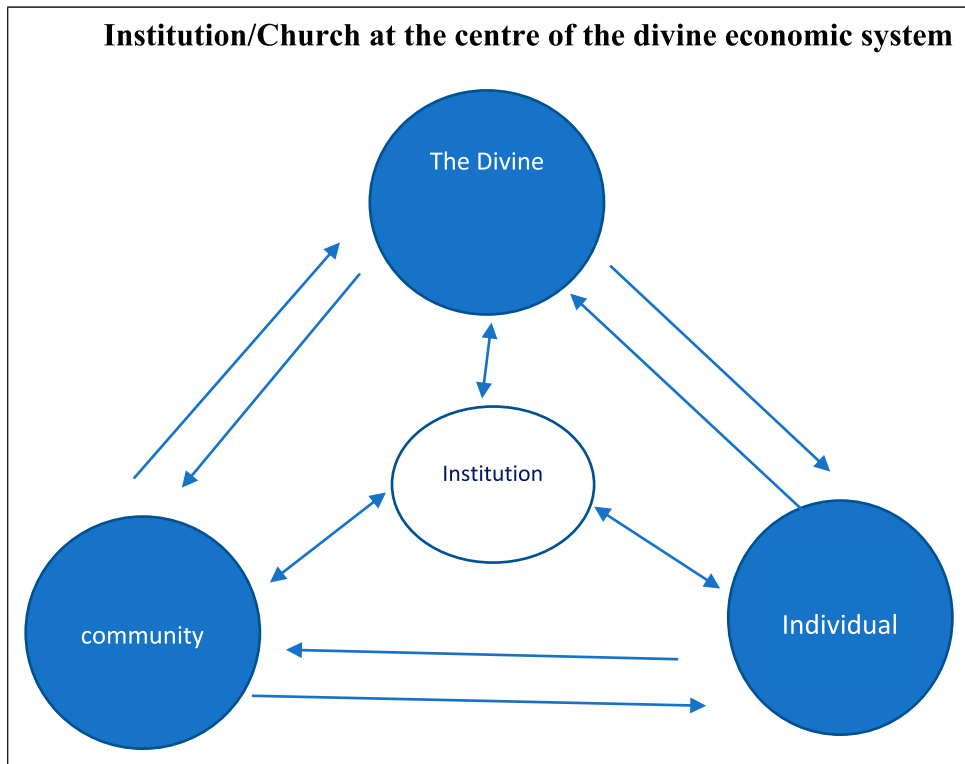 Institution/Church at the centre of the divine economic system
The Divine
Institution
community
Individual